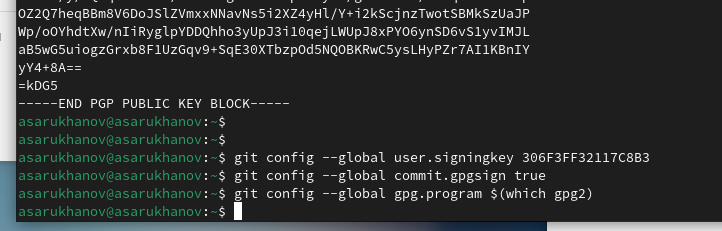 OZ2Q7heqBBm8V6DoJSlZVmxxNNavNs5i2XZ4yHl/Y+i2kScjnzTwotSBMkSzUaJP
Wp/oOYHdtXw/nIiRyglpYDDQhho3yUpJ3i10qejLWUpJ8xPYO6ynSD6vS1yvIMJL
aB5wG5uiogzGrxb8F1UzGqv9+SqE30XTbzpOd5NQOBKRwC5ysLHyPZr7AI1KBnIY
yY4+8A==
=kDG5
-----END PGP PUBLIC KEY BLOCK-----
asarukhanov@asarukhanov:~$
asarukhanov@asarukhanov:~$
asarukhanov@asarukhanov:~$ git config --global user.signingkey 306F3FF32117C8B3
asarukhanov@asarukhanov:~$ git config --global commit.gpgsign true
asarukhanov@asarukhanov:~$ git config --global gpg.program $(which gpg2)
asarukhanov@asarukhanov:~$